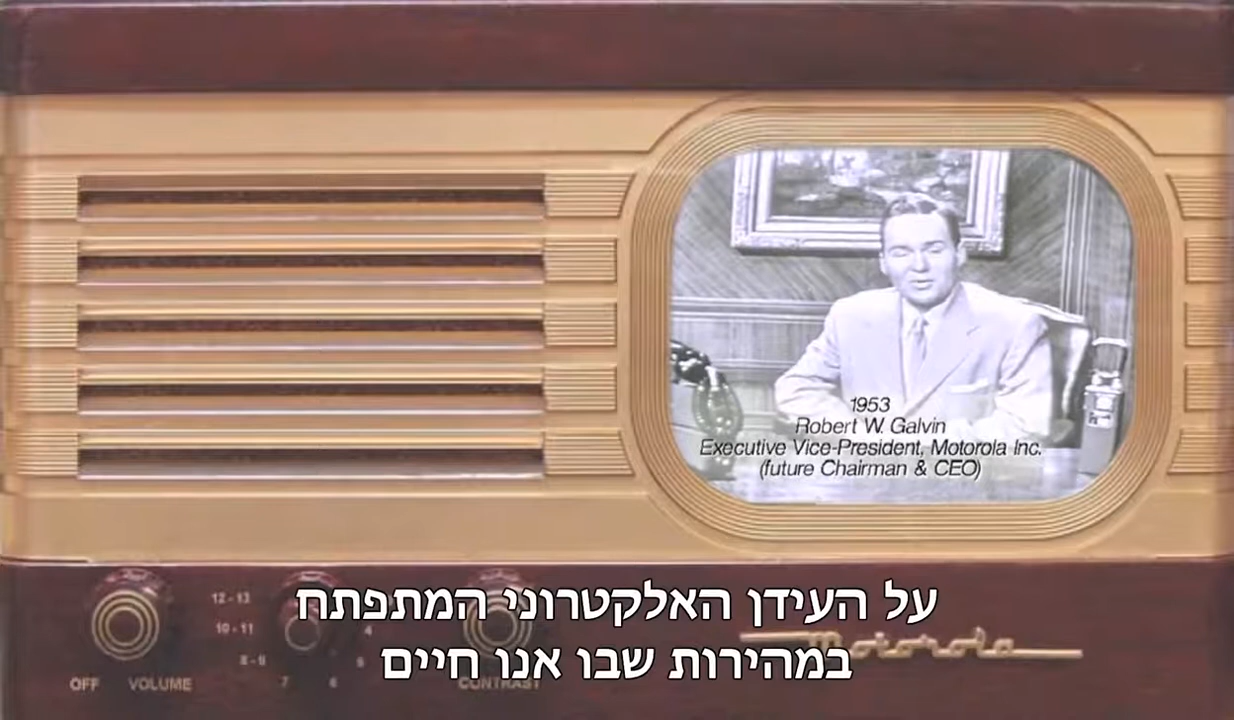 1953
Robert W. Galvin
Executive Vice-President, Motorola Inc.
(future Chairman & CEO)
על העידן האלקטרוני המתפתח
במהירות שבו אנו חיים
Motorola
12-13
10-11
8-9
7
6
5
4
OFF
VOLUME
CONTRAST